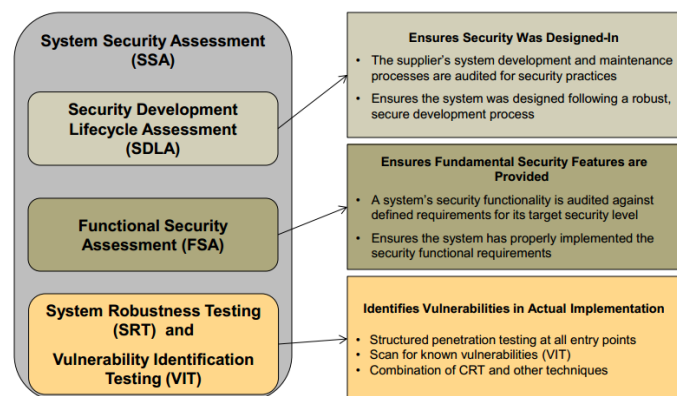 System Security Assessment
(SSA)
Security Development
Lifecycle Assessment
(SDLA)
Functional Security
Assessment (FSA)
System Robustness Testing
(SRT) and
Vulnerability Identification
Testing (VIT)
Ensures Security Was Designed-In
• The supplier's system development and maintenance
processes are audited for security practices
• Ensures the system was designed following a robust,
secure development process
Ensures Fundamental Security Features are
Provided
• A system's security functionality is audited against
defined requirements for its target security level
• Ensures the system has properly implemented the
security functional requirements
Identifies Vulnerabilities in Actual Implementation
• Structured penetration testing at all entry points
• Scan for known vulnerabilities (VIT)
• Combination of CRT and other techniques